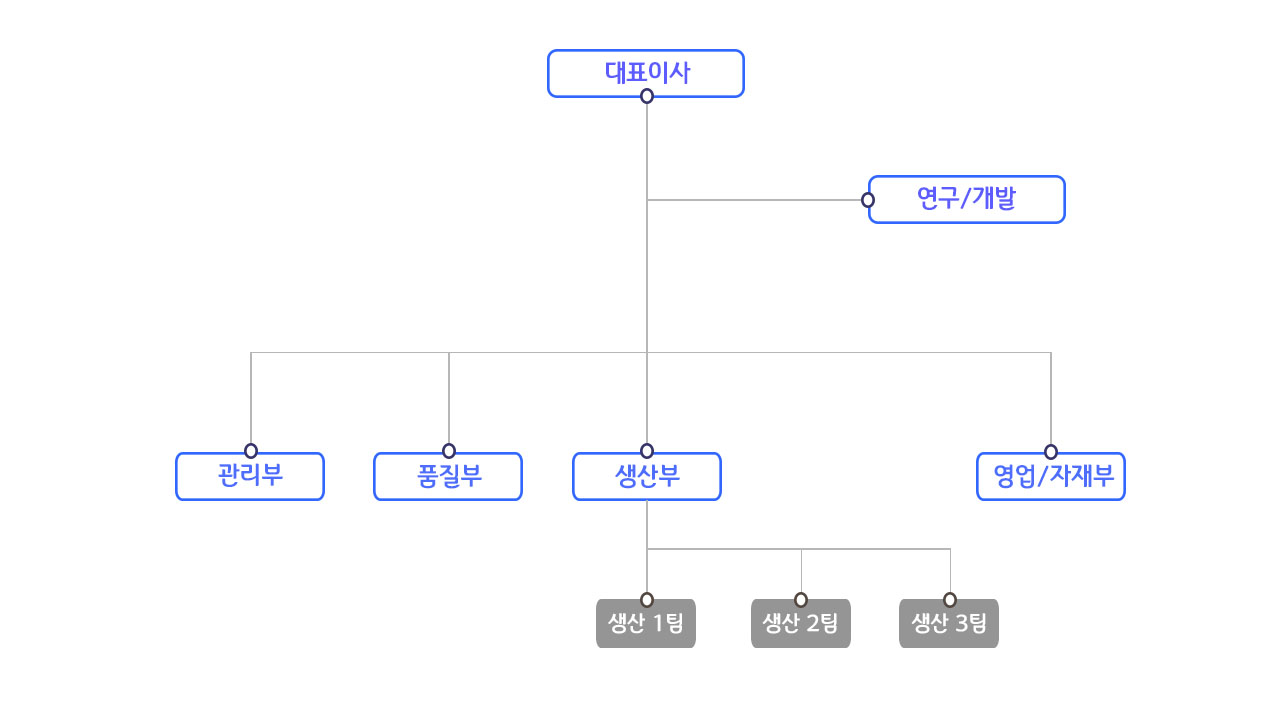 대표이사
연구/개발
관리부
품질부
생산부
영업/자재부
생산 1팀
생산 2팀
생산 3팀